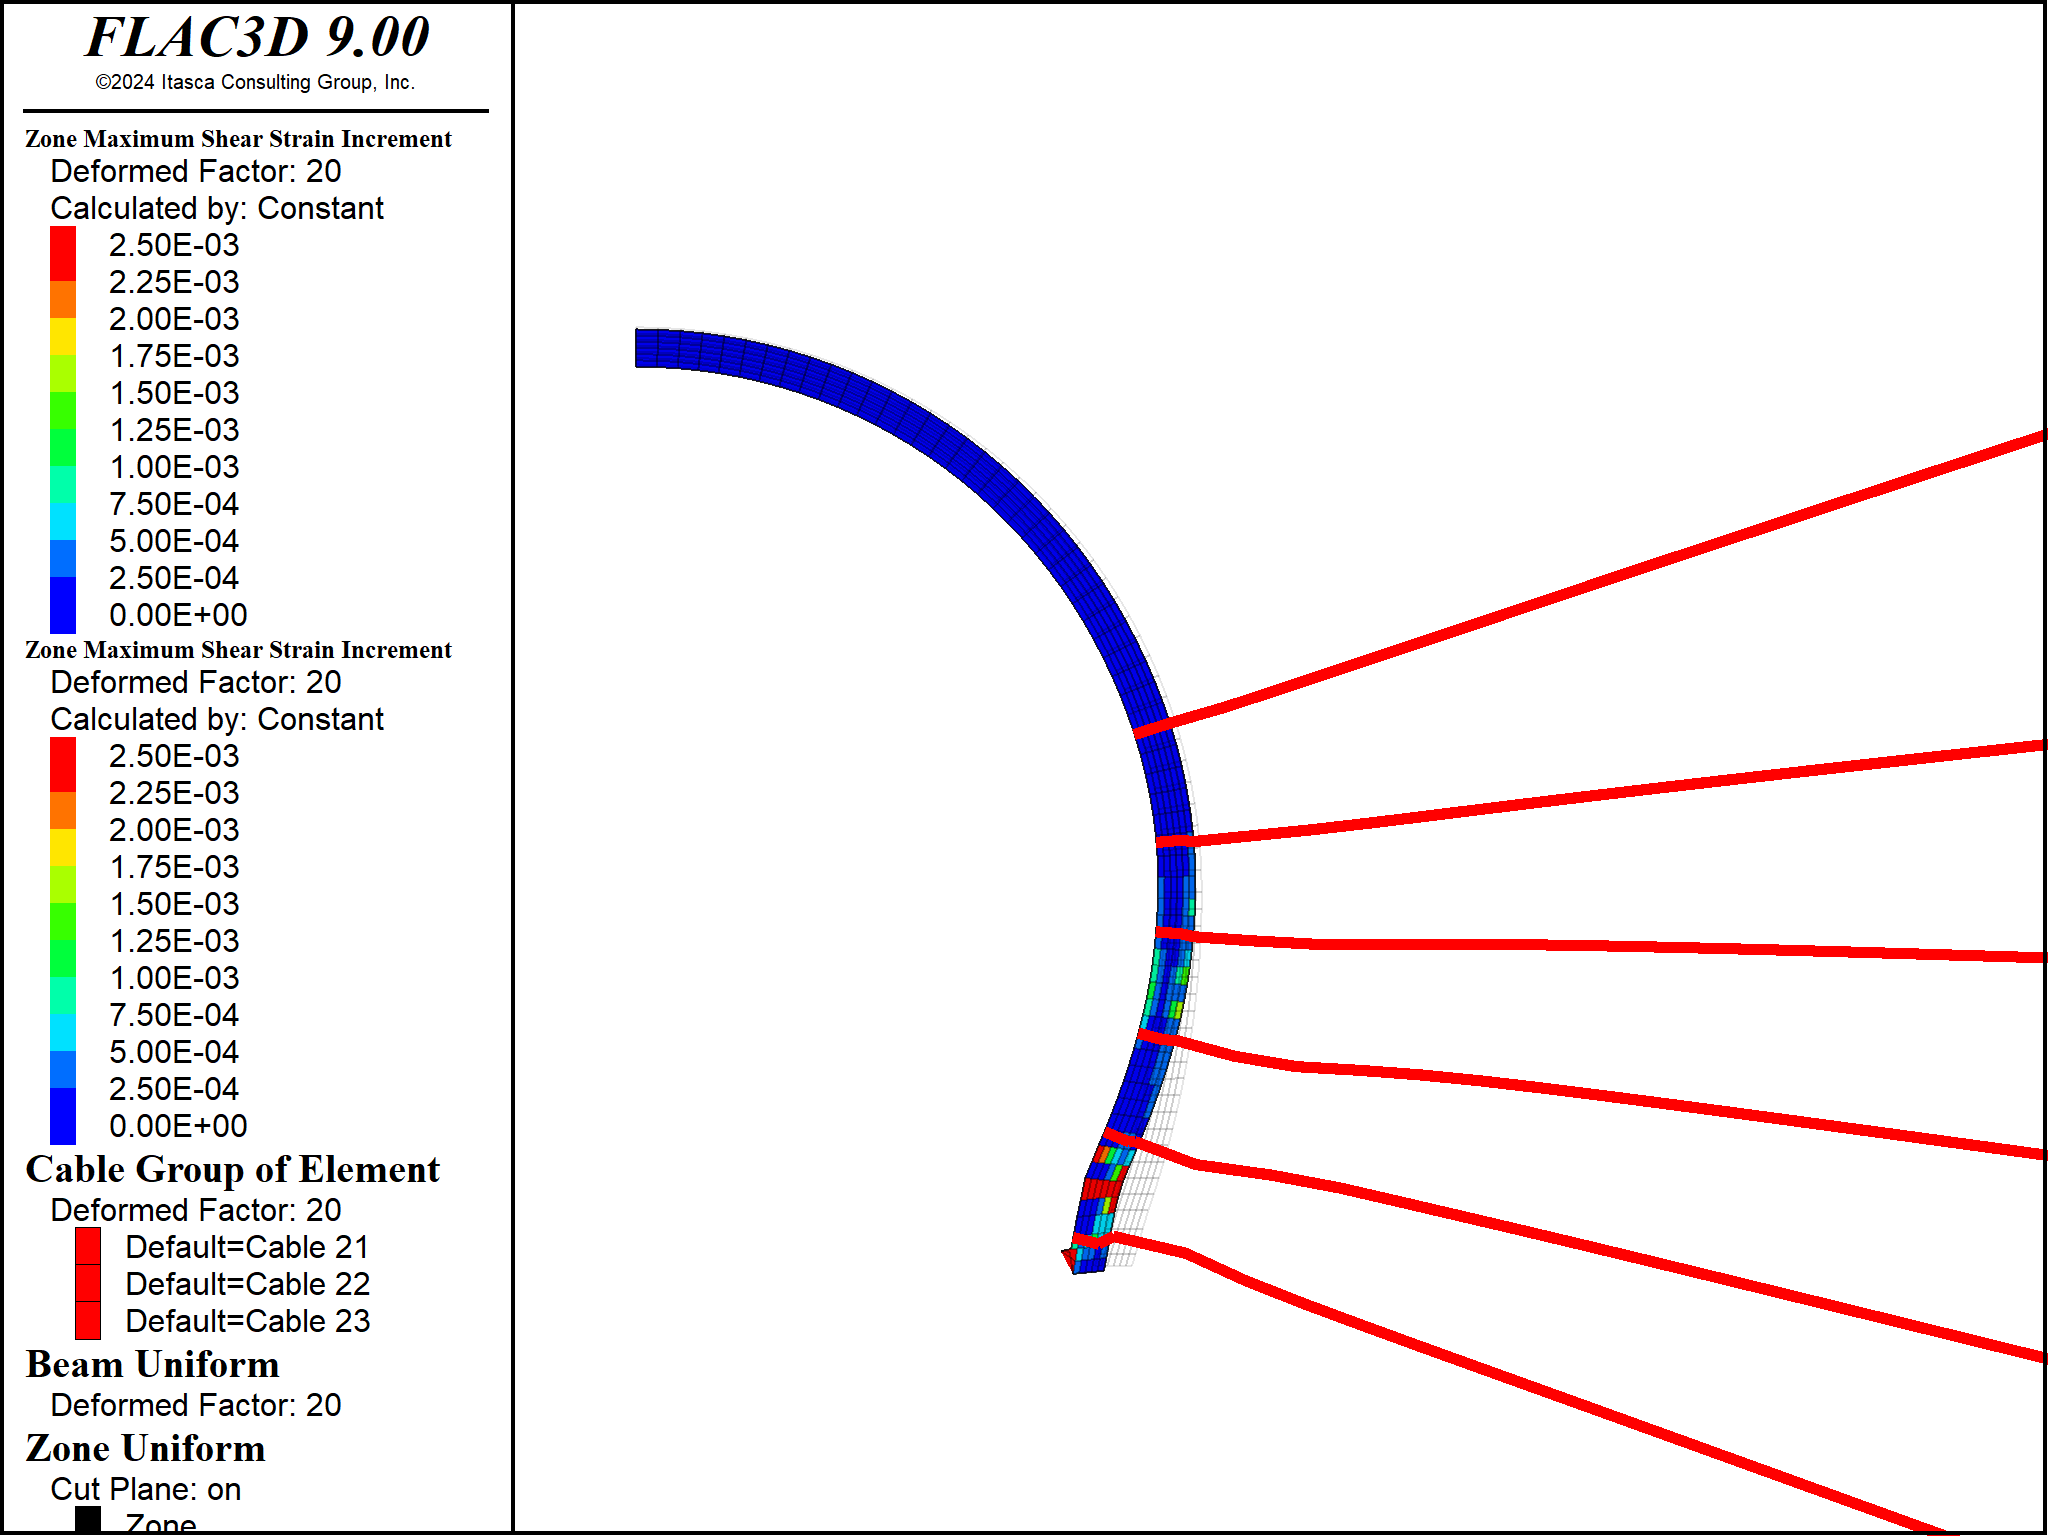 FLAC3D 9.00
©2024 Itasca Consulting Group, Inc.
Zone Maximum Shear Strain Increment
Deformed Factor: 20
Calculated by: Constant
2.50E-03
2.25E-03
2.00E-03
1.75E-03
1.50E-03
1.25E-03
1.00E-03
7.50E-04
5.00E-04
2.50E-04
0.00E+00
Zone Maximum Shear Strain Increment
Deformed Factor: 20
Calculated by: Constant
2.50E-03
2.25E-03
2.00E-03
1.75E-03
1.50E-03
1.25E-03
1.00E-03
7.50E-04
5.00E-04
2.50E-04
0.00E+00
Cable Group of Element
Deformed Factor: 20
Default=Cable 21
Default=Cable 22
Default=Cable 23
Beam Uniform
Deformed Factor: 20
Zone Uniform
Cut Plane: on
Zone